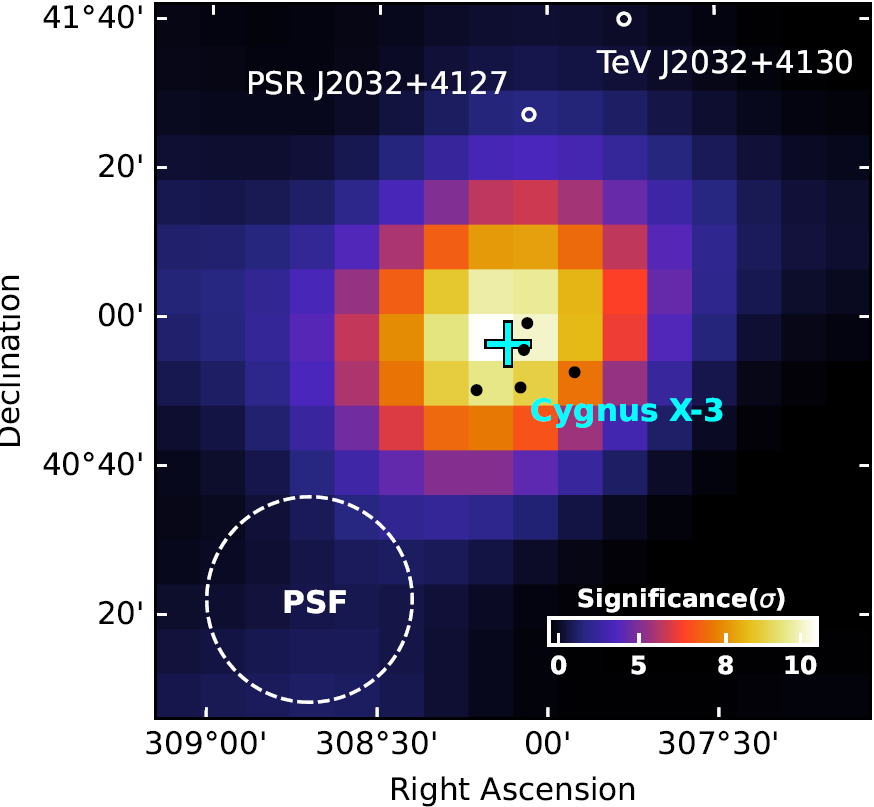 41°40'
TeV J2032+4130
PSR J2032+4127
20'
00'
Cygnus X-3
40°40'
20'
Declination
PSF
Significance(σ)
0 5 8 10
309°00' 308°30' 00' 307°30'
Right Ascension